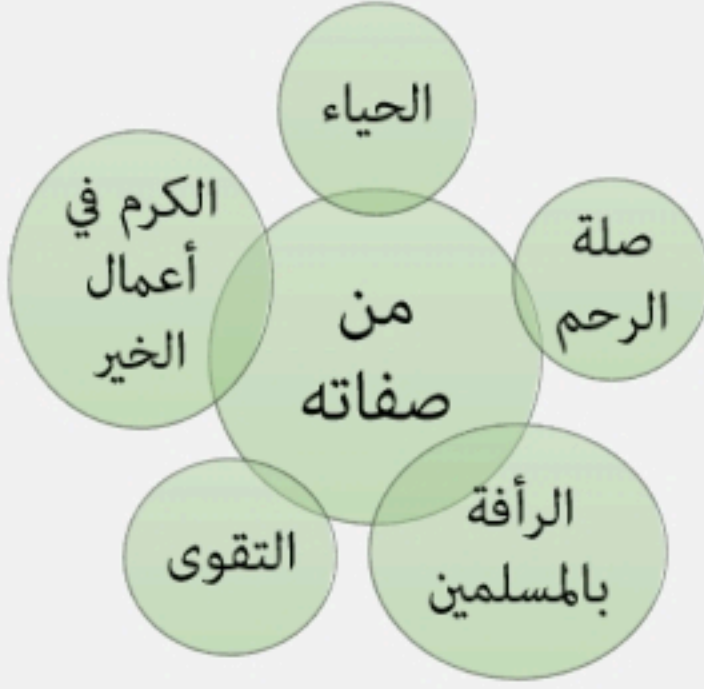 الحياء
صلة
الرحم
الكرم في
أعمال
الخير
من
صفاته
الرأفة
بالمسلمين
التقوى